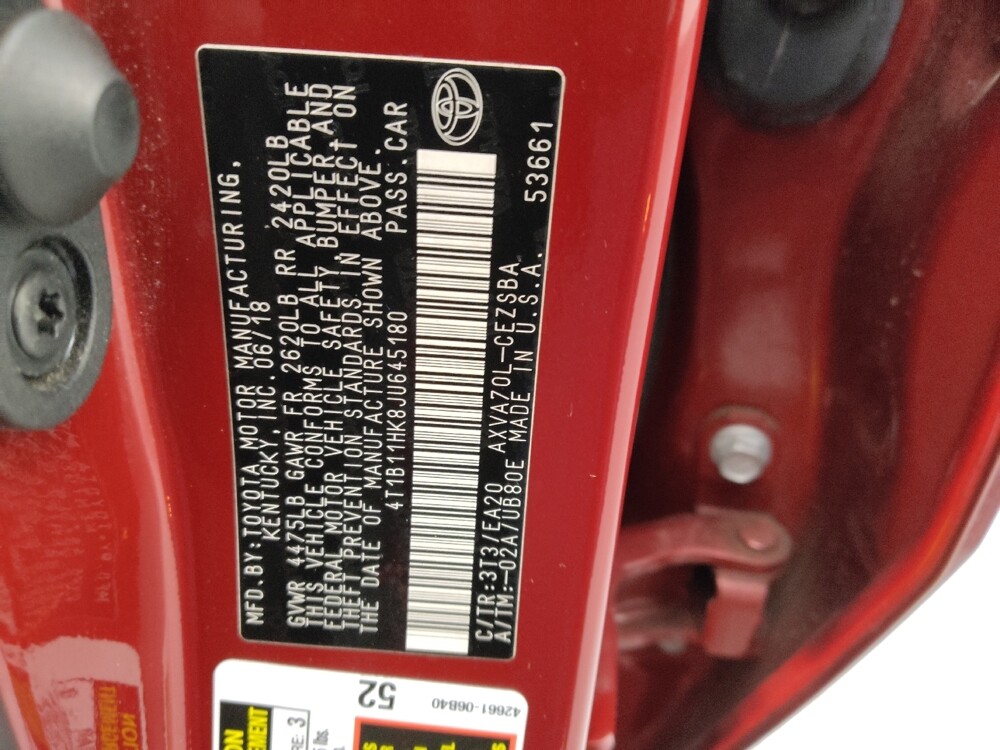 MFD.BY:TOYOTA MOTOR MANUFACTURING,
KENTUCKY,INC.06/18
GVWR 4475LB GAWR FR 2620LB RR 2420LB
THIS VEHICLE CONFORMS TO ALL APPLICABLE
FEDERAL MOTOR VEHICLE SAFETY, BUMPER,AND
THEFT PREVENTION STANDARDS IN EFFECT ON
THE DATE OF MANUFACTURE SHOWN ABOVE.
4T1B11HK8JU645180 PASS.CAR
C/TR:3T3/EA20 AXVA70L-CEZSBA 53661
A/TM:-02A/UB80E MADE IN U.S.A.
52
42661-06B40